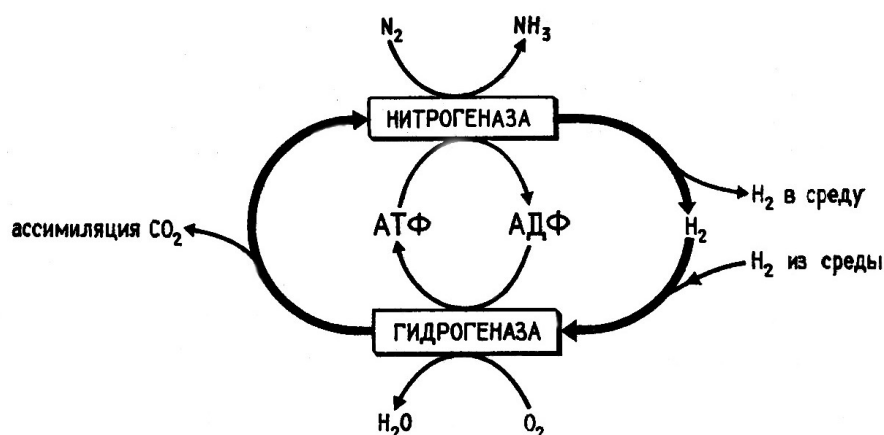 N₂ NH₃
НИТРОГЕНАЗА
H₂ в среду
ассимиляция CO₂ АТФ АДФ H₂
H₂ из среды
ГИДРОГЕНАЗА
H₂O O₂